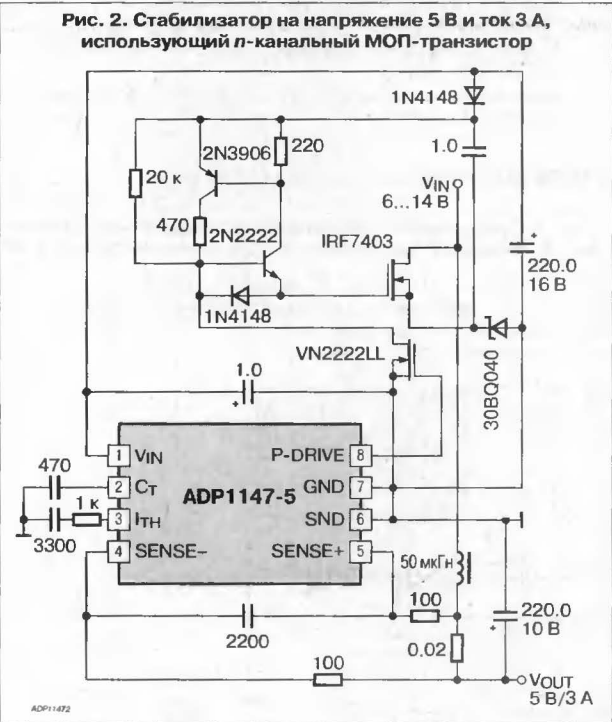 Рис. 2. Стабилизатор на напряжение 5 В и ток 3 А,
использующий n-канальный МОП-транзистор
1N4148
2N3906
220
1.0
20 к
VIN
6...14 В
470
2N2222
IRF7403
220.0
16 В
1N4148
VN2222LL
30BQ040
1.0
1 VIN
P-DRIVE 8
470
2 CT
ADP1147-5
GND 7
1 к
3 ITH
SND 6
3300
4 SENSE–
SENSE+ 5
50 мкГн
100
220.0
10 В
2200
0.02
100
VOUT
5 В/3 А
ADP11472